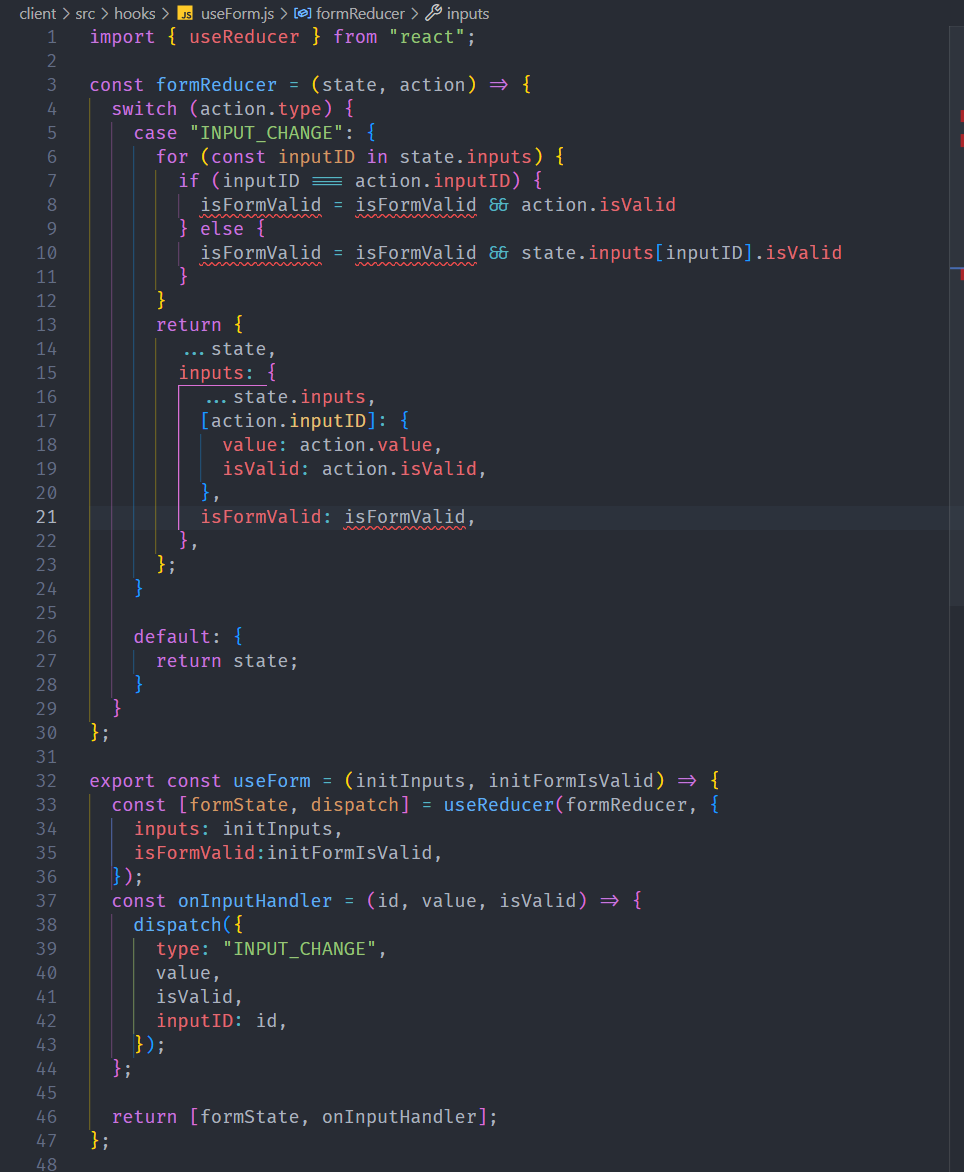 client > src > hooks > JS useForm.js > formReducer > inputs
1 import { useReducer } from "react";
2
3 const formReducer = (state, action) => {
4   switch (action.type) {
5     case "INPUT_CHANGE": {
6       for (const inputID in state.inputs) {
7         if (inputID === action.inputID) {
8           isFormValid = isFormValid && action.isValid
9         } else {
10           isFormValid = isFormValid && state.inputs[inputID].isValid
11         }
12       }
13       return {
14         ...state,
15         inputs: {
16           ...state.inputs,
17           [action.inputID]: {
18             value: action.value,
19             isValid: action.isValid,
20           },
21           isFormValid: isFormValid,
22         },
23       };
24     }
25
26     default: {
27       return state;
28     }
29   }
30 };
31
32 export const useForm = (initInputs, initFormIsValid) => {
33   const [formState, dispatch] = useReducer(formReducer, {
34     inputs: initInputs,
35     isFormValid:initFormIsValid,
36   });
37   const onInputHandler = (id, value, isValid) => {
38     dispatch({
39       type: "INPUT_CHANGE",
40       value,
41       isValid,
42       inputID: id,
43     });
44   };
45
46   return [formState, onInputHandler];
47 };
48